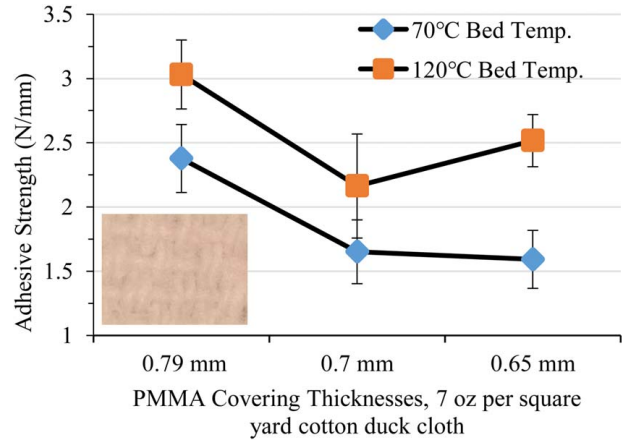 3.5
3
2.5
2
1.5
1
Adhesive Strength (N/mm)
70℃ Bed Temp.
120℃ Bed Temp.
0.79 mm
0.7 mm
0.65 mm
PMMA Covering Thicknesses, 7 oz per square
yard cotton duck cloth